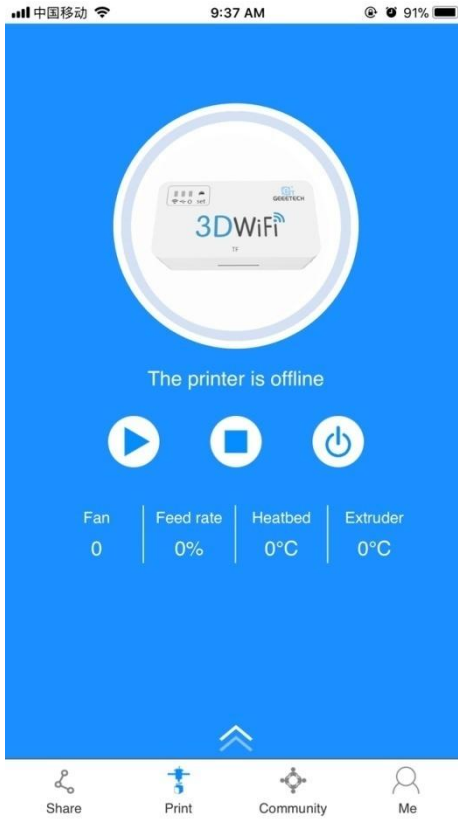 中国移动 9:37 AM 91%
set
GEEETECH
3DWiFi
TF
The printer is offline
Fan Feed rate Heatbed Extruder
0 0% 0°C 0°C
Share Print Community Me